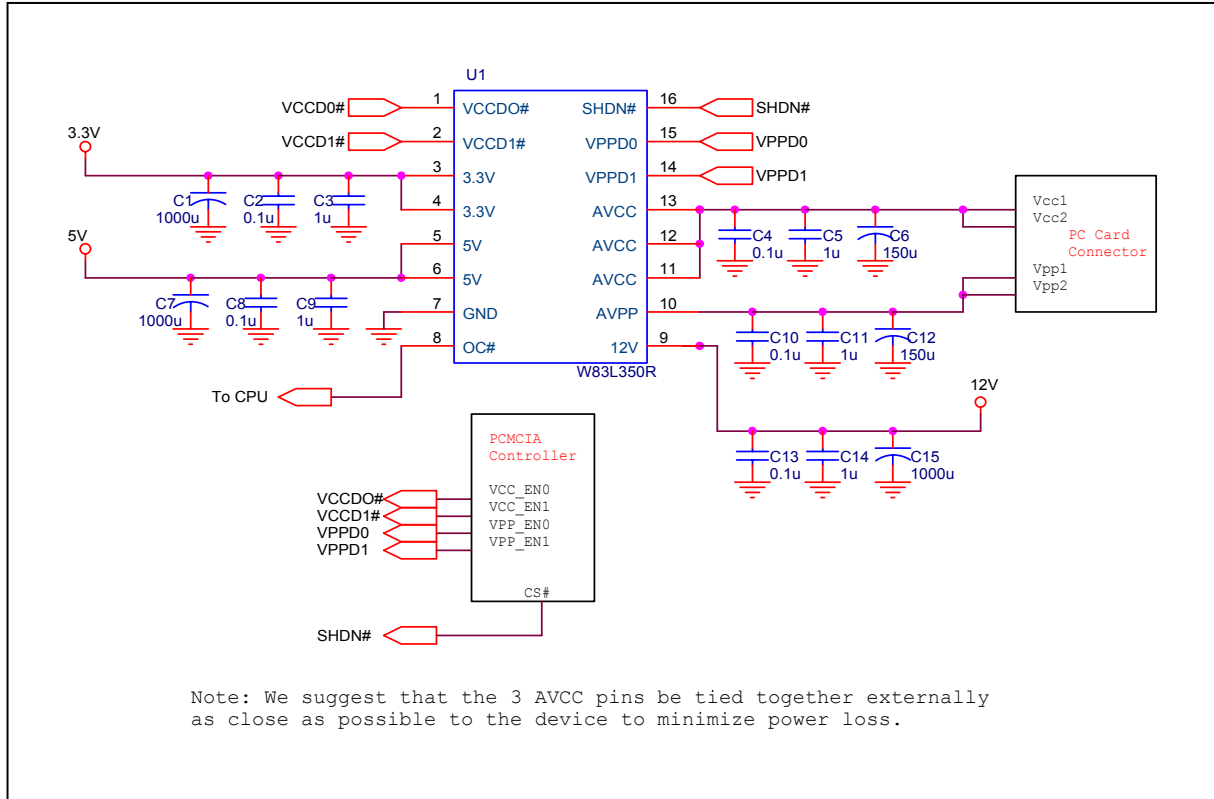 U1
VCCD0#
1
VCCDO#
SHDN#
16
SHDN#
VCCD1#
2
VCCD1#
VPPD0
15
VPPD0
3.3V
3
3.3V
VPPD1
14
VPPD1
C1
1000u
C2
0.1u
C3
1u
4
3.3V
AVCC
13
C4
0.1u
C5
1u
C6
150u
Vcc1
Vcc2
PC Card
Connector
Vpp1
Vpp2
5V
5
5V
AVCC
12
6
5V
AVCC
11
C7
1000u
C8
0.1u
C9
1u
7
GND
AVPP
10
C10
0.1u
C11
1u
C12
150u
8
OC#
12V
9
W83L350R
To CPU
12V
C13
0.1u
C14
1u
C15
1000u
PCMCIA
Controller
VCCDO#
VCC_EN0
VCCD1#
VCC_EN1
VPPD0
VPP_EN0
VPPD1
VPP_EN1
CS#
SHDN#
Note: We suggest that the 3 AVCC pins be tied together externally
as close as possible to the device to minimize power loss.